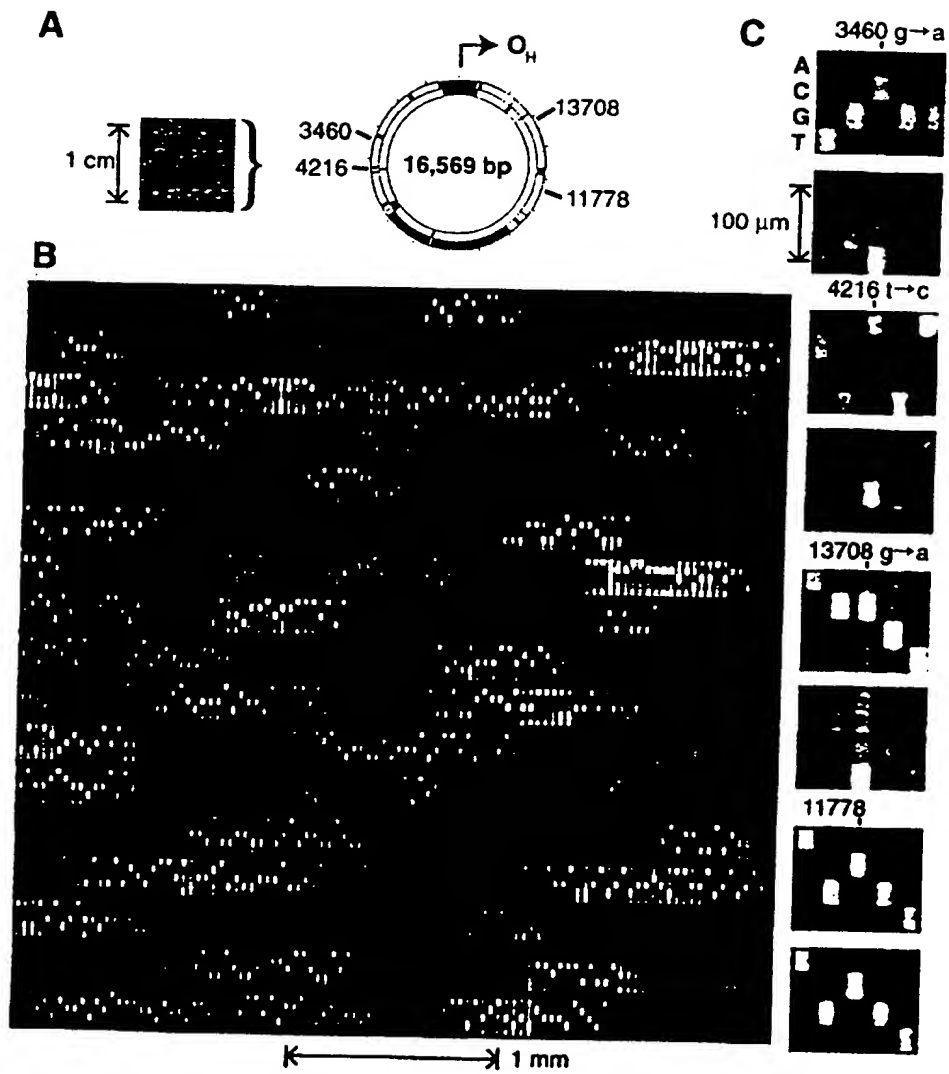 A
O_H
3460
4216
13708
11778
16,569 bp
1 cm
B
1 mm
C
3460 g→a
A
C
G
T
100 µm
4216 t→c
13708 g→a
11778